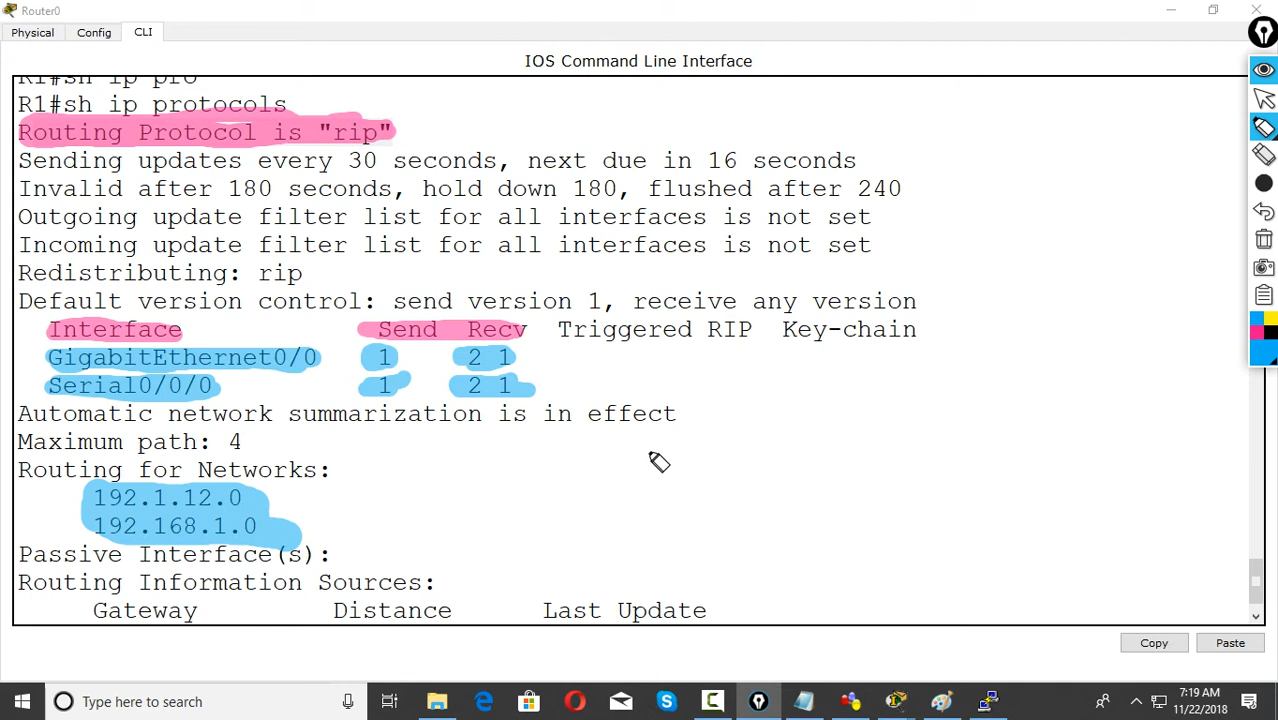 Router0
Physical Config CLI
IOS Command Line Interface
R1#sh ip pro
R1#sh ip protocols
Routing Protocol is "rip"
Sending updates every 30 seconds, next due in 16 seconds
Invalid after 180 seconds, hold down 180, flushed after 240
Outgoing update filter list for all interfaces is not set
Incoming update filter list for all interfaces is not set
Redistributing: rip
Default version control: send version 1, receive any version
Interface Send Recv Triggered RIP Key-chain
GigabitEthernet0/0 1 2 1
Serial0/0/0 1 2 1
Automatic network summarization is in effect
Maximum path: 4
Routing for Networks:
192.1.12.0
192.168.1.0
Passive Interface(s):
Routing Information Sources:
Gateway Distance Last Update
Copy Paste
Type here to search
7:19 AM
11/22/2018